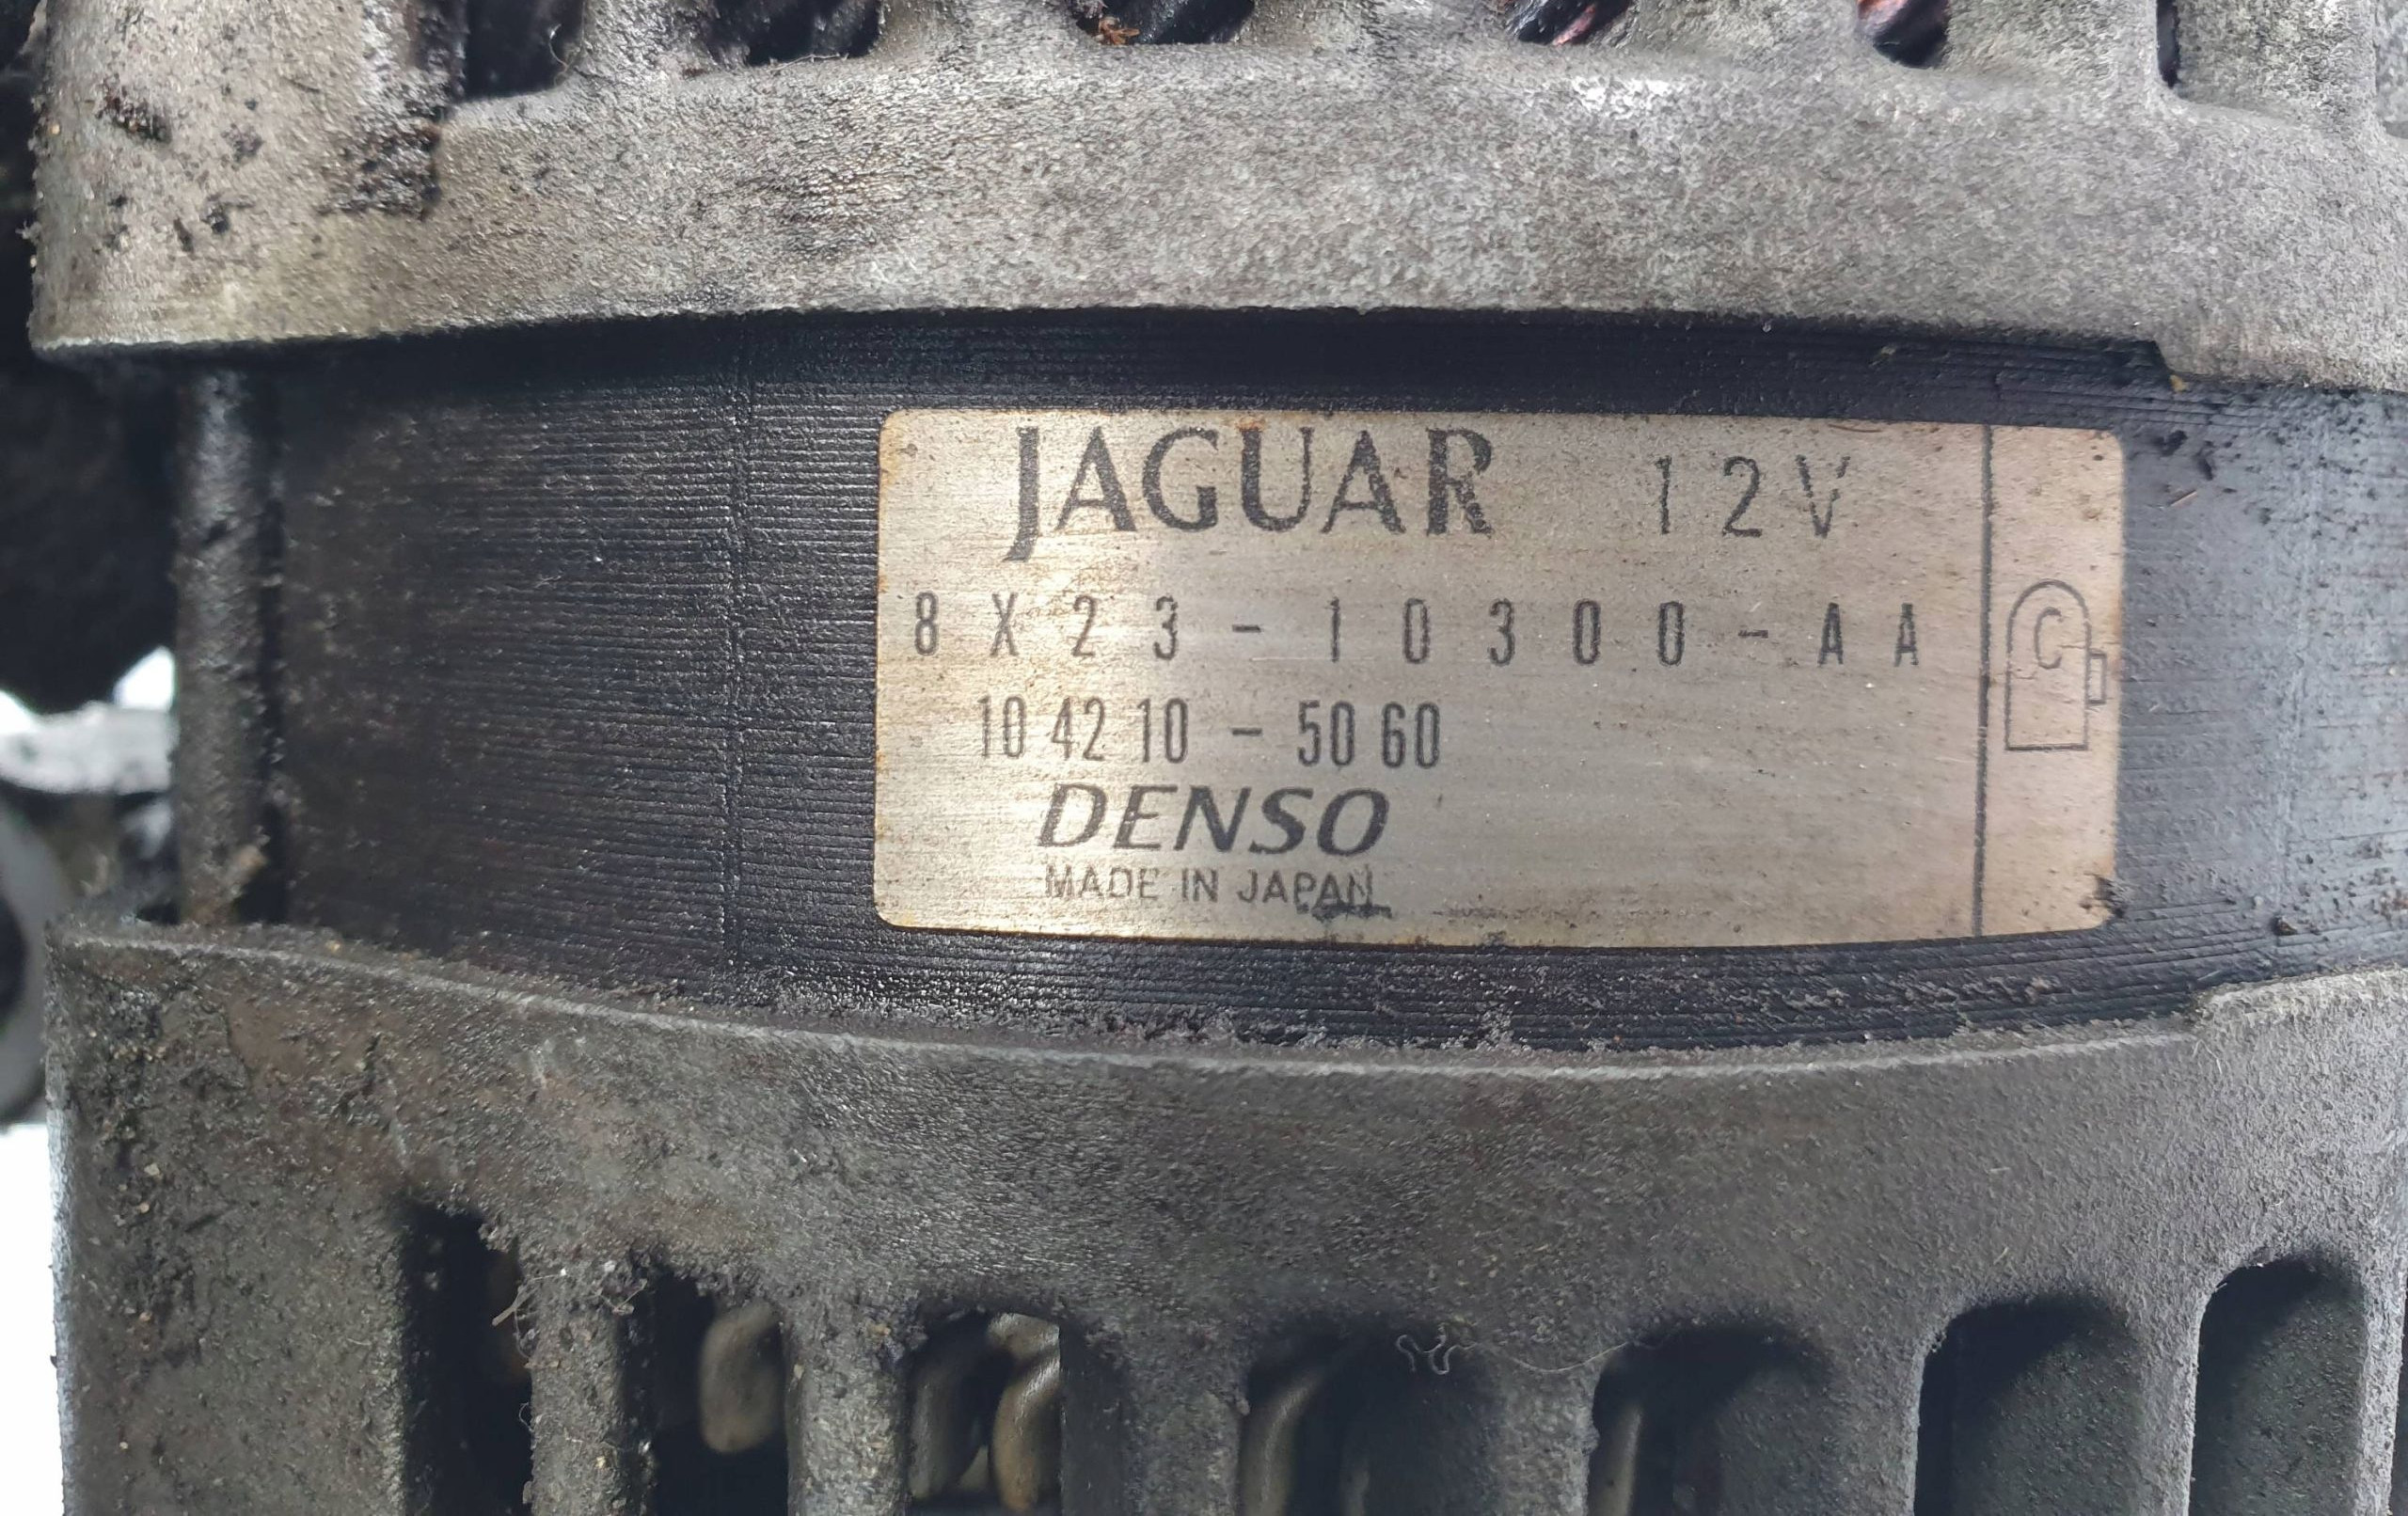 JAGUAR 12V
8X23-10300-AA
C
104210-5060
DENSO
MADE IN JAPAN